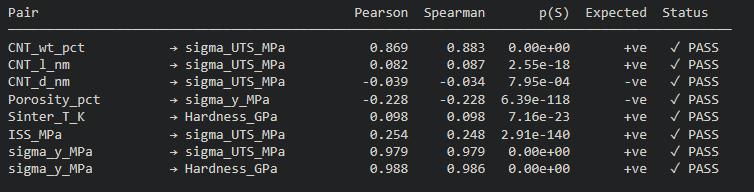 Pair Pearson Spearman p(S) Expected Status
CNT_wt_pct → sigma_UTS_MPa 0.869 0.883 0.00e+00 +ve ✓ PASS
CNT_l_nm → sigma_UTS_MPa 0.082 0.087 2.55e-18 +ve ✓ PASS
CNT_d_nm → sigma_UTS_MPa -0.039 -0.034 7.95e-04 -ve ✓ PASS
Porosity_pct → sigma_y_MPa -0.228 -0.228 6.39e-118 -ve ✓ PASS
Sinter_T_K → Hardness_GPa 0.098 0.098 7.16e-23 +ve ✓ PASS
ISS_MPa → sigma_UTS_MPa 0.254 0.248 2.91e-140 +ve ✓ PASS
sigma_y_MPa → sigma_UTS_MPa 0.979 0.979 0.00e+00 +ve ✓ PASS
sigma_y_MPa → Hardness_GPa 0.988 0.986 0.00e+00 +ve ✓ PASS